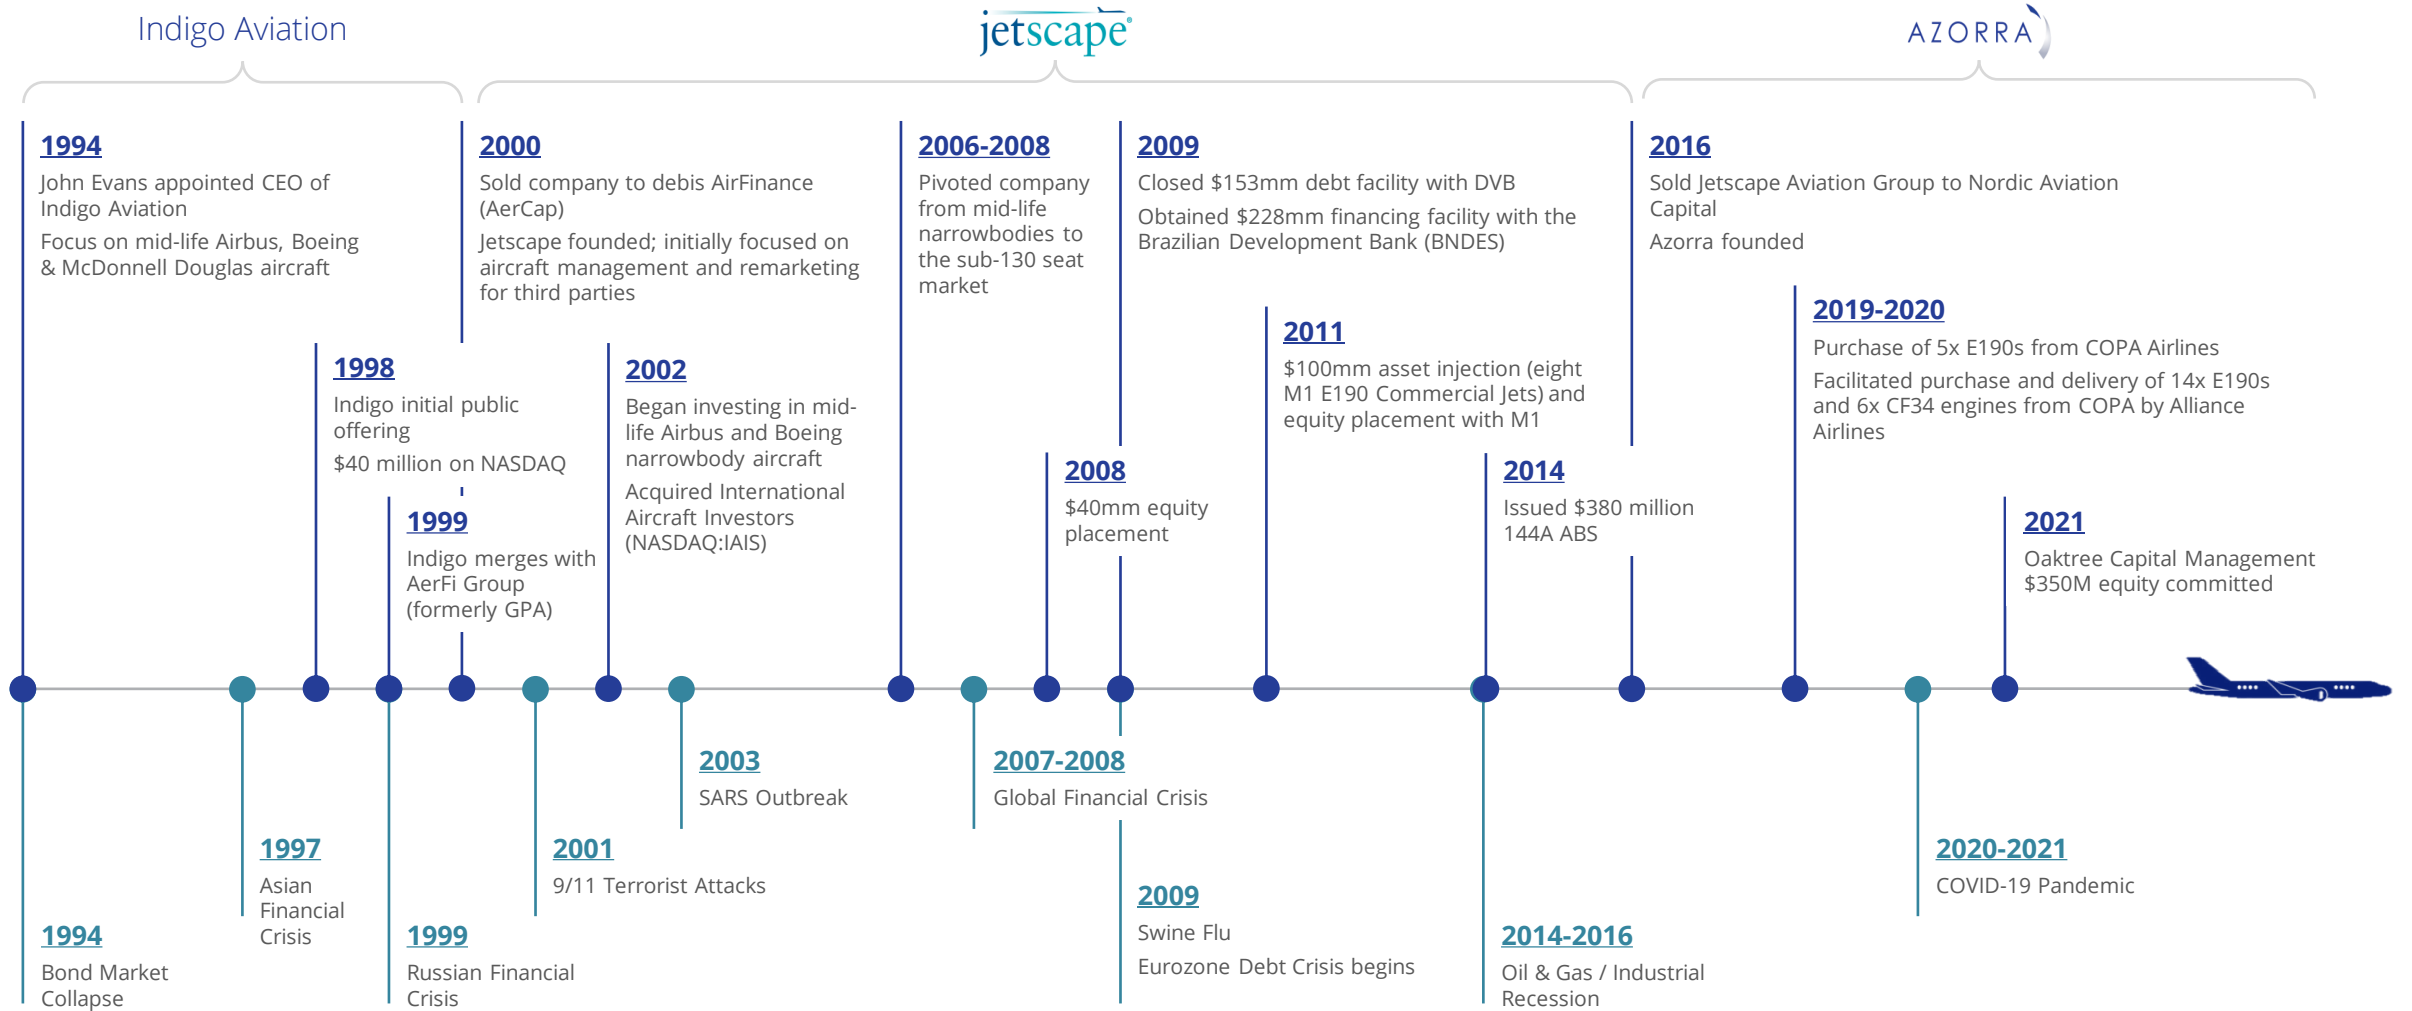 Indigo Aviation
jetscape®
AZORRA
1994
John Evans appointed CEO of
Indigo Aviation
Focus on mid-life Airbus, Boeing
& McDonnell Douglas aircraft
1998
Indigo initial public
offering
$40 million on NASDAQ
1999
Indigo merges with
AerFi Group
(formerly GPA)
2000
Sold company to debis AirFinance
(AerCap)
Jetscape founded; initially focused on
aircraft management and remarketing
for third parties
2002
Began investing in mid-
life Airbus and Boeing
narrowbody aircraft
Acquired International
Aircraft Investors
(NASDAQ:IAIS)
2006-2008
Pivoted company
from mid-life
narrowbodies to
the sub-130 seat
market
2008
$40mm equity
placement
2009
Closed $153mm debt facility with DVB
Obtained $228mm financing facility with the
Brazilian Development Bank (BNDES)
2011
$100mm asset injection (eight
M1 E190 Commercial Jets) and
equity placement with M1
2014
Issued $380 million
144A ABS
2016
Sold Jetscape Aviation Group to Nordic Aviation
Capital
Azorra founded
2019-2020
Purchase of 5x E190s from COPA Airlines
Facilitated purchase and delivery of 14x E190s
and 6x CF34 engines from COPA by Alliance
Airlines
2021
Oaktree Capital Management
$350M equity committed
1994
Bond Market
Collapse
1997
Asian
Financial
Crisis
1999
Russian Financial
Crisis
2001
9/11 Terrorist Attacks
2003
SARS Outbreak
2007-2008
Global Financial Crisis
2009
Swine Flu
Eurozone Debt Crisis begins
2014-2016
Oil & Gas / Industrial
Recession
2020-2021
COVID-19 Pandemic